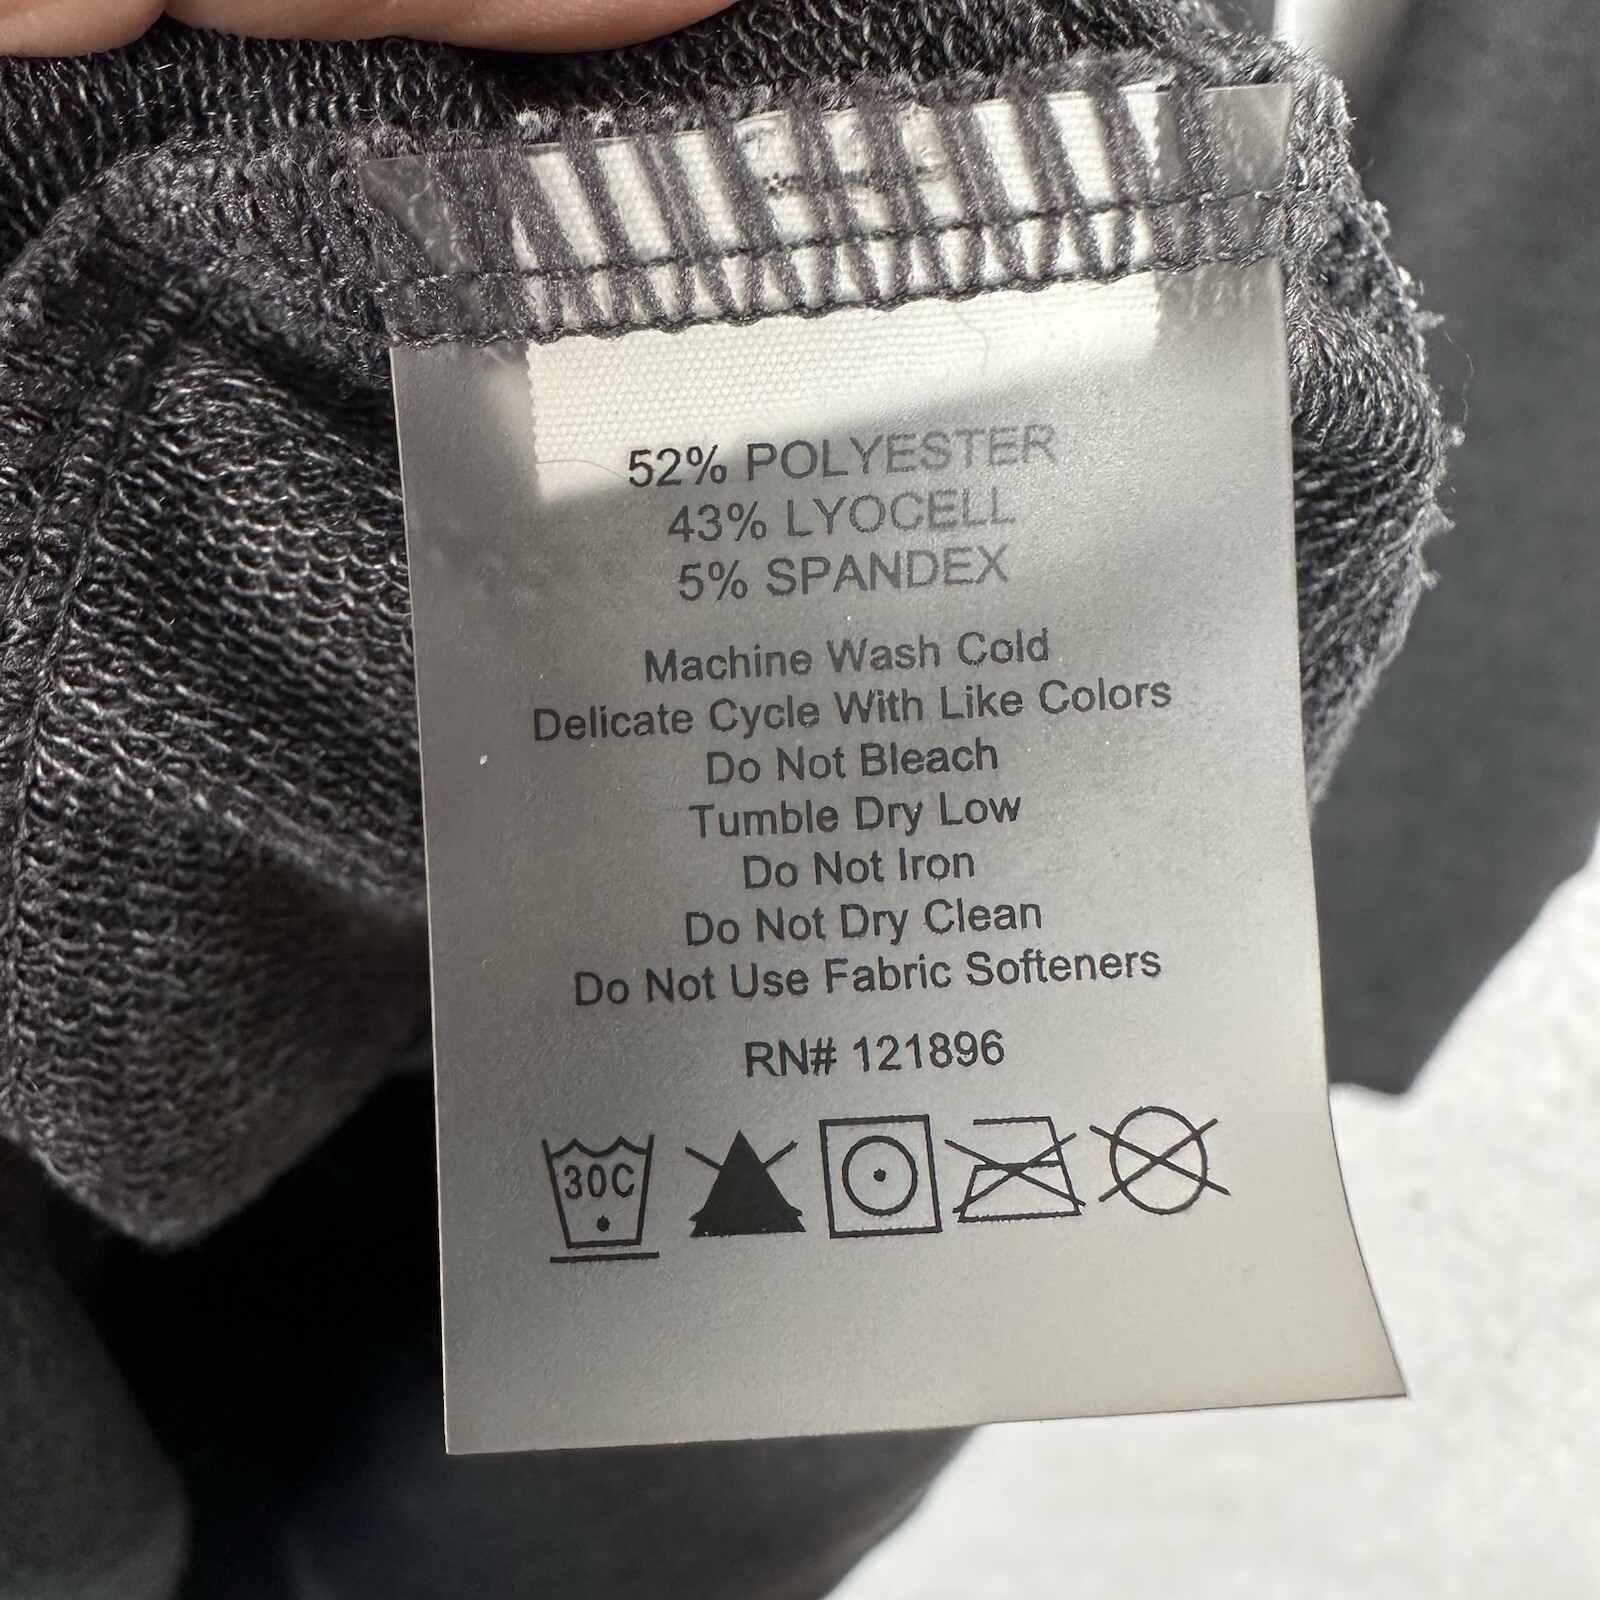 52% POLYESTER
43% LYOCELL
5% SPANDEX
Machine Wash Cold
Delicate Cycle With Like Colors
Do Not Bleach
Tumble Dry Low
Do Not Iron
Do Not Dry Clean
Do Not Use Fabric Softeners
RN# 121896
30C